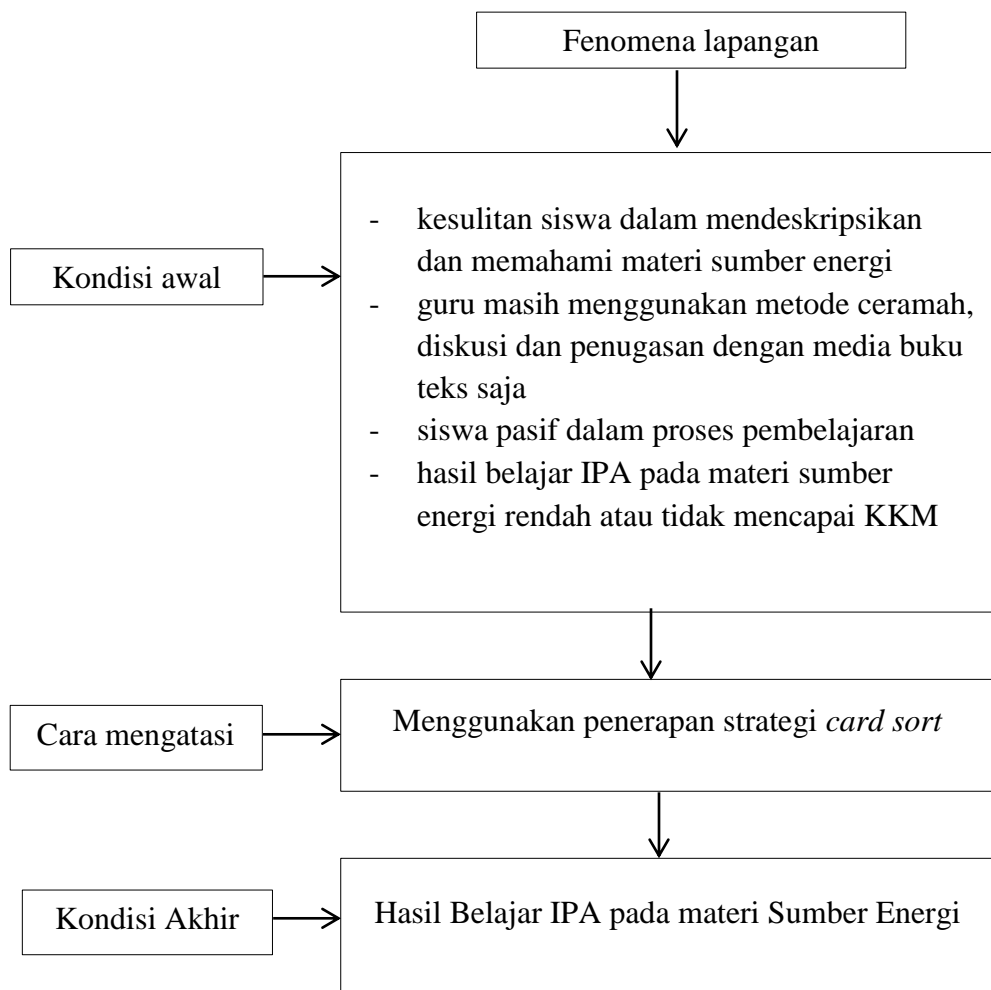 Fenomena lapangan
Kondisi awal
- kesulitan siswa dalam mendeskripsikan
dan memahami materi sumber energi
- guru masih menggunakan metode ceramah,
diskusi dan penugasan dengan media buku
teks saja
- siswa pasif dalam proses pembelajaran
- hasil belajar IPA pada materi sumber
energi rendah atau tidak mencapai KKM
Cara mengatasi
Menggunakan penerapan strategi card sort
Kondisi Akhir
Hasil Belajar IPA pada materi Sumber Energi